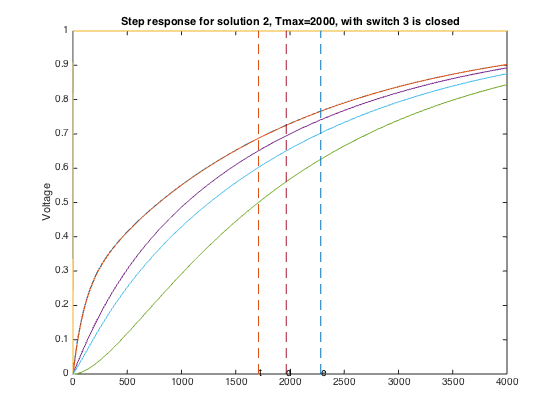 Step response for solution 2, Tmax=2000, with switch 3 is closed
1
0.9
0.8
0.7
0.6
0.5
0.4
0.3
0.2
0.1
0
Voltage
t d e
0 500 1000 1500 2000 2500 3000 3500 4000